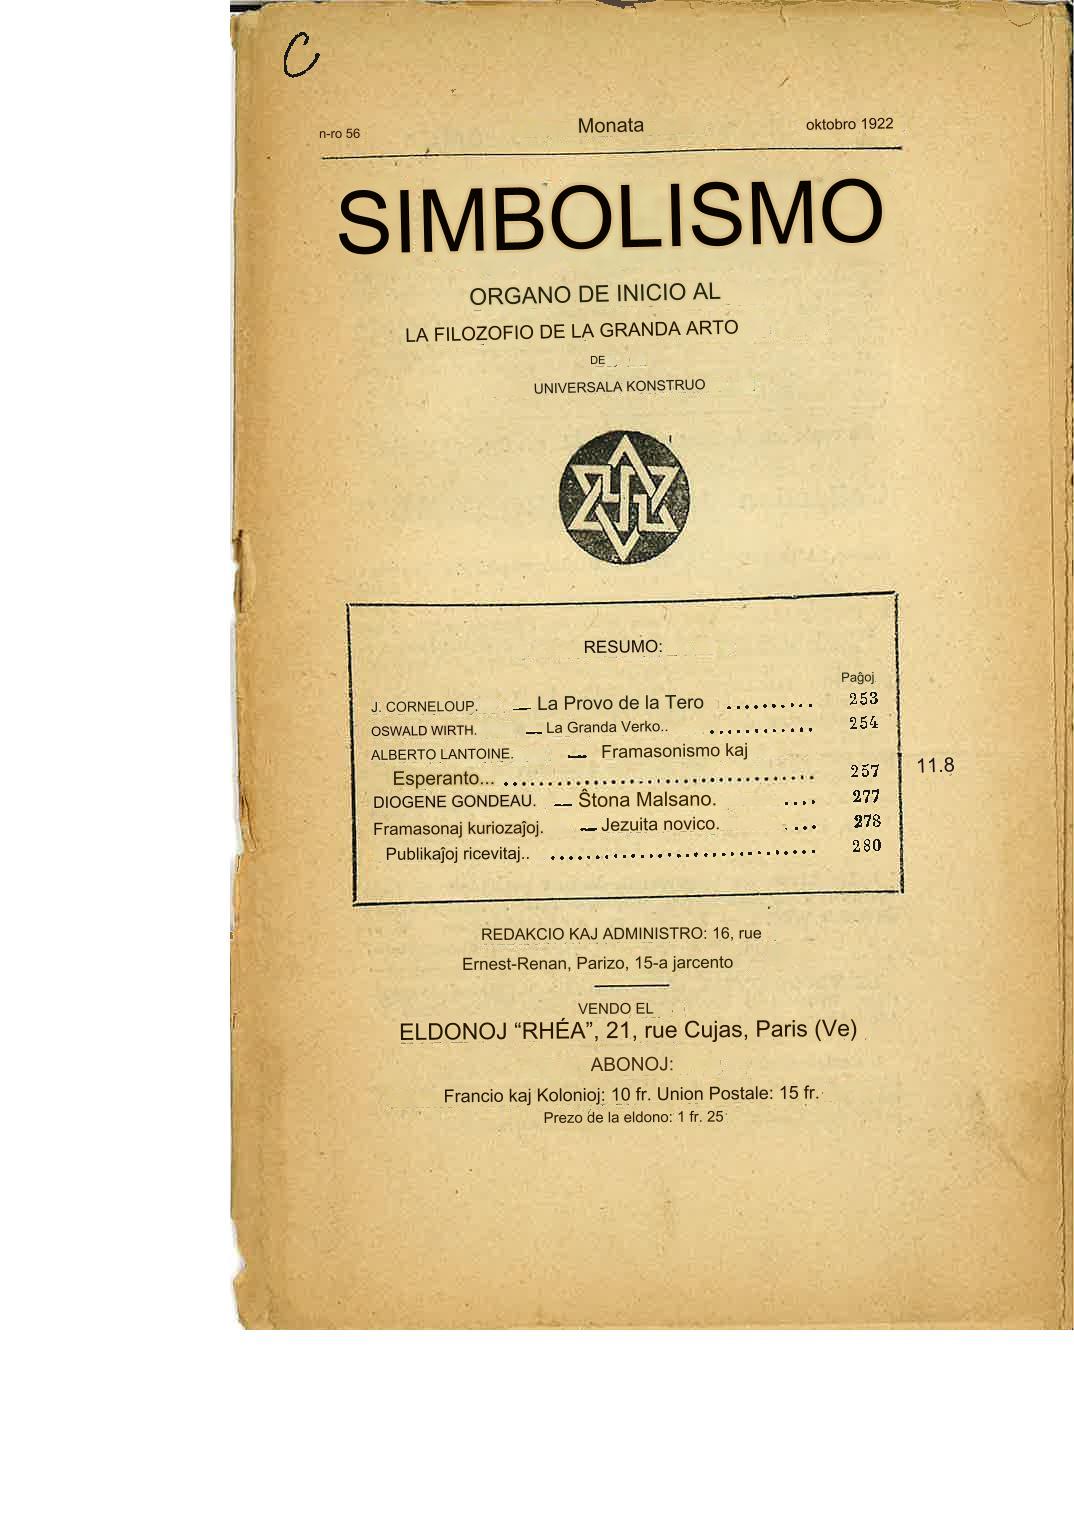 C
n-ro 56 Monata oktobro 1922
SIMBOLISMO
ORGANO DE INICIO AL
LA FILOZOFIO DE LA GRANDA ARTO
DE
UNIVERSALA KONSTRUO
RESUMO:
Paĝoj
J. CORNELOUP. — La Provo de la Tero .......... 253
OSWALD WIRTH. — La Granda Verko.. ............ 254
ALBERTO LANTOINE. — Framasonismo kaj
Esperanto... ................................... 257 11.8
DIOGENE GONDEAU. — Ŝtona Malsano. .... 277
Framasonaj kuriozaĵoj. — Jezuita novico. ... 278
Publikaĵoj ricevitaj.. .............................. 280
REDAKCIO KAJ ADMINISTRO: 16, rue
Ernest-Renan, Parizo, 15-a jarcento
VENDO EL
ELDONOJ “RHÉA”, 21, rue Cujas, Paris (Ve)
ABONOJ:
Francio kaj Kolonioj: 10 fr. Union Postale: 15 fr.
Prezo de la eldono: 1 fr. 25